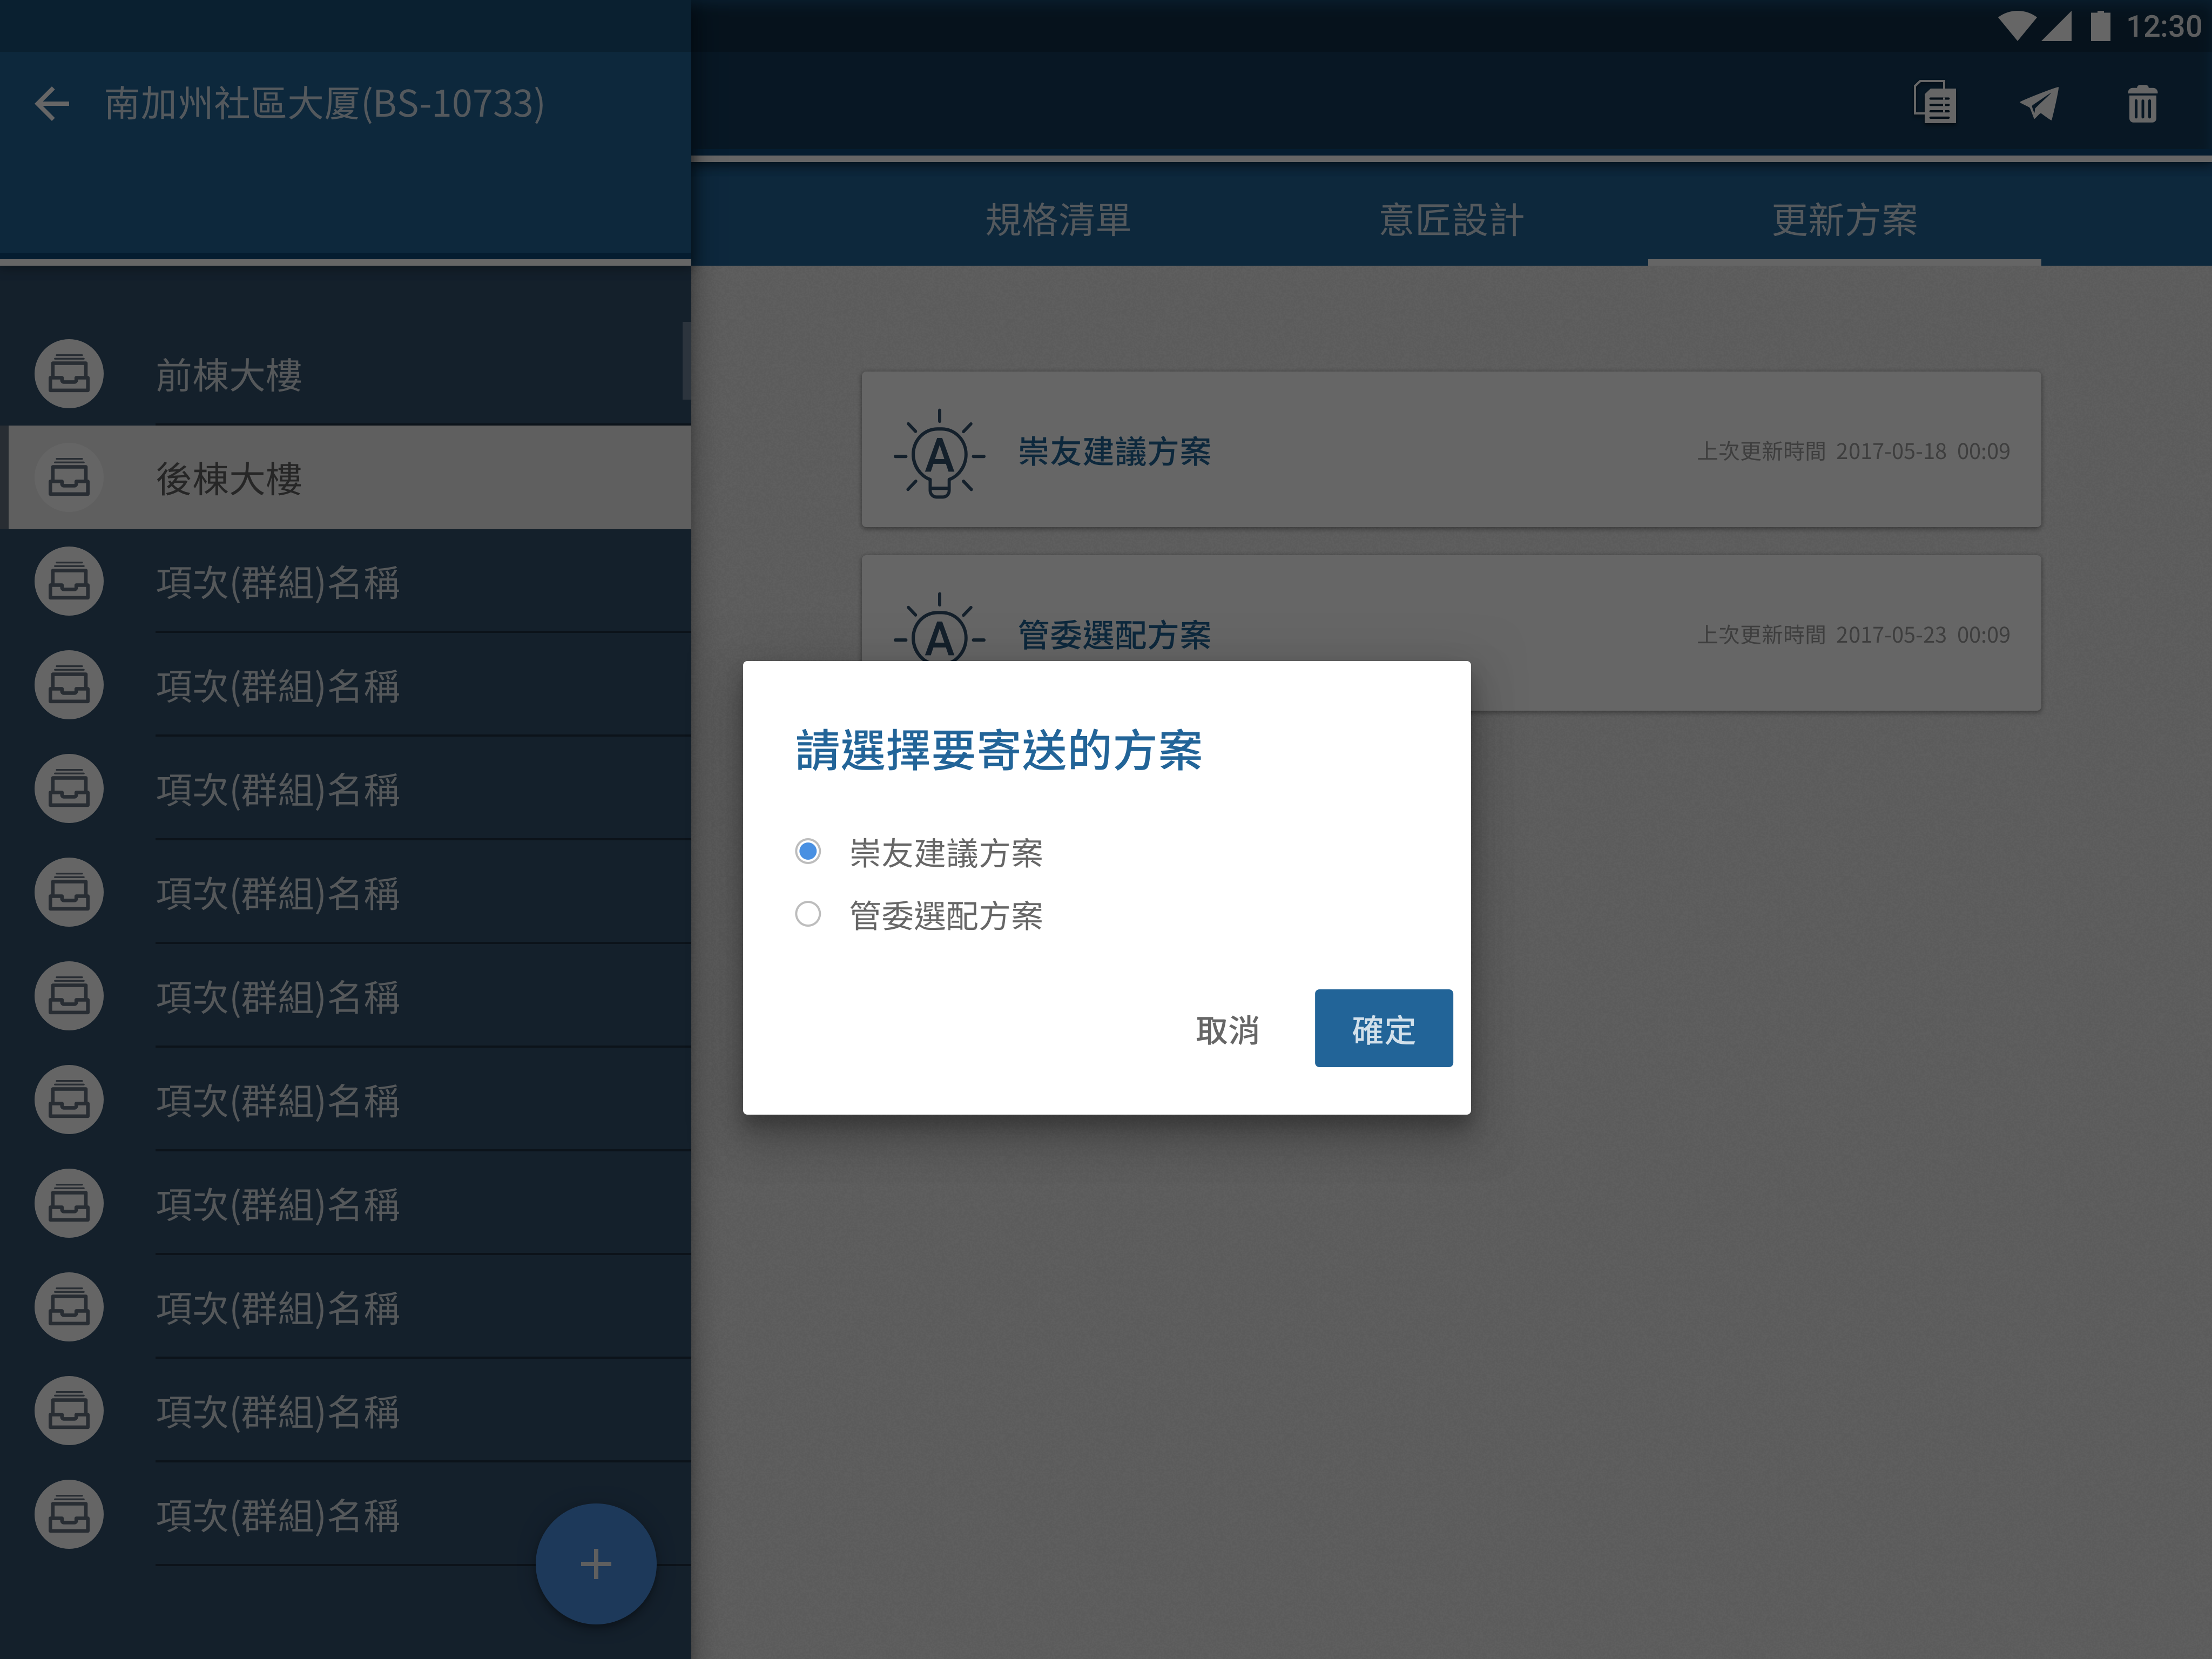 12:30
南加州社區大厦(BS-10733)
規格清單 意匠設計 更新方案
前棟大樓
後棟大樓
項次(群組)名稱
項次(群組)名稱
項次(群組)名稱
項次(群組)名稱
項次(群組)名稱
項次(群組)名稱
項次(群組)名稱
項次(群組)名稱
項次(群組)名稱
項次(群組)名稱
A 崇友建議方案 上次更新時間 2017-05-18 00:09
A 管委選配方案 上次更新時間 2017-05-23 00:09
請選擇要寄送的方案
崇友建議方案
管委選配方案
取消 確定